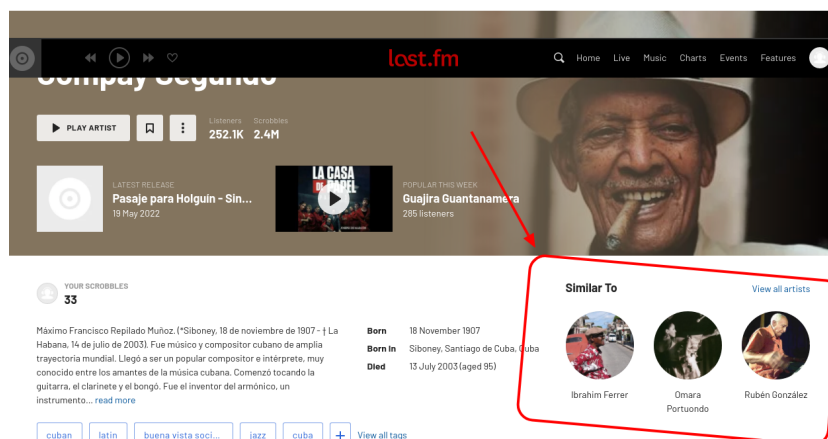 last.fm
Home Live Music Charts Events Features
Compay Segundo
PLAY ARTIST
Listeners Scrobbles
252.1K 2.4M
LATEST RELEASE
Pasaje para Holguín - Sin...
19 May 2022
LA CASA
DE PAPEL
POPULAR THIS WEEK
Guajira Guantanamera
285 listeners
YOUR SCROBBLES
33
Máximo Francisco Repilado Muñoz. (*Siboney, 18 de noviembre de 1907 - † La
Habana, 14 de julio de 2003). Fue músico y compositor cubano de amplia
trayectoria mundial. Llegó a ser un popular compositor e intérprete, muy
conocido entre los amantes de la música cubana. Comenzó tocando la
guitarra, el clarinete y el bongó. Fue el inventor del armónico, un
instrumento... read more
Born 18 November 1907
Born In Siboney, Santiago de Cuba, Cuba
Died 13 July 2003 (aged 95)
Similar To View all artists
Ibrahim Ferrer
Omara
Portuondo
Rubén González
cuban latin buena vista soci... jazz cuba + View all tags